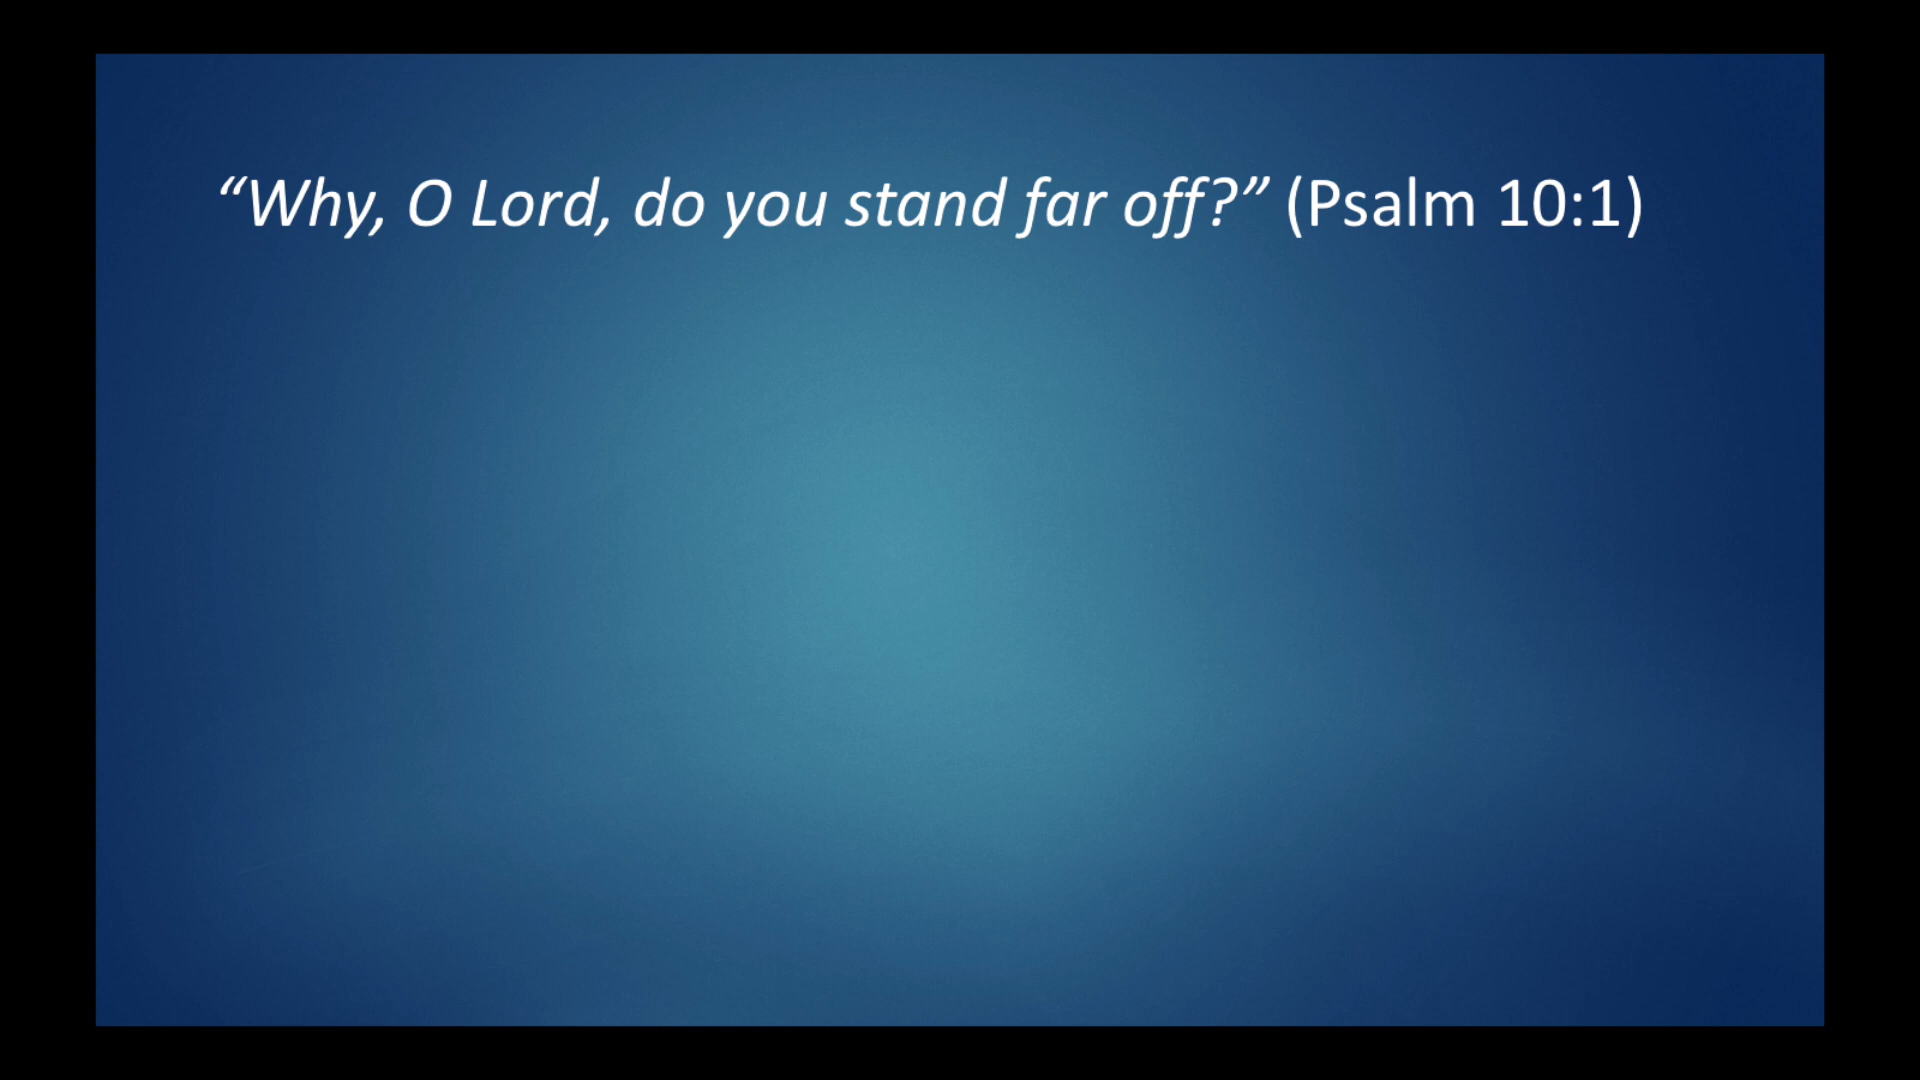 “Why, O Lord, do you stand far off?” (Psalm 10:1)